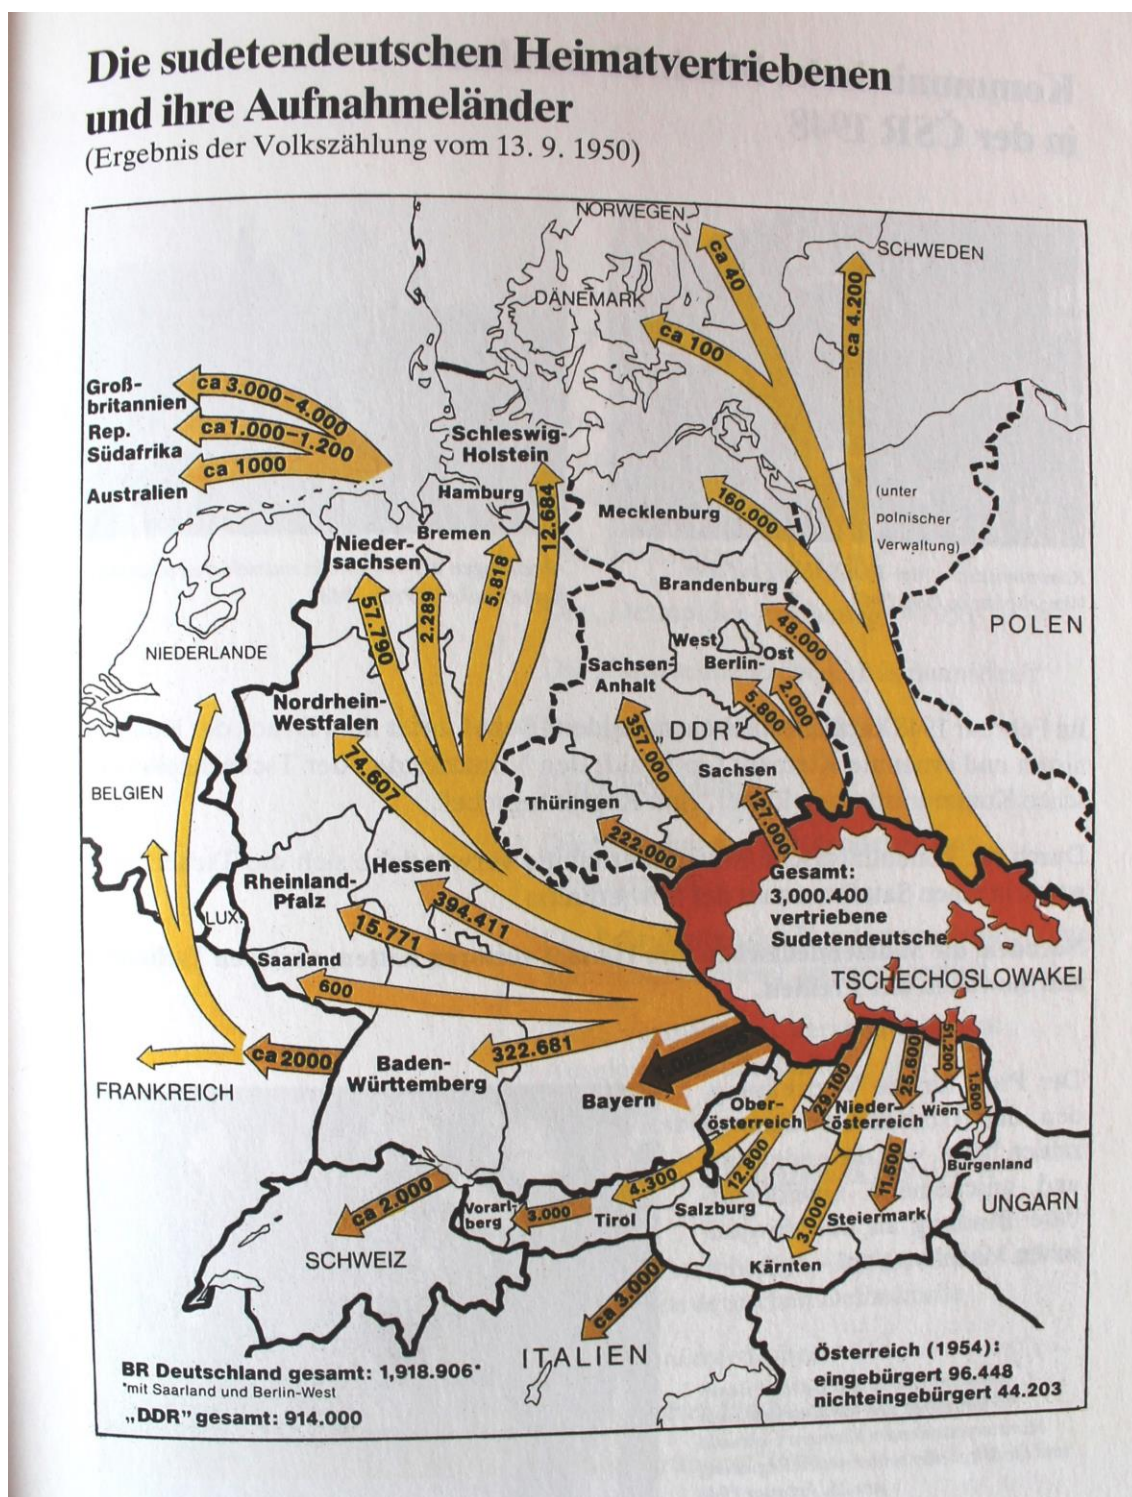 Die sudetendeutschen Heimatvertriebenen
und ihre Aufnahmeländer
(Ergebnis der Volkszählung vom 13. 9. 1950)
NORWEGEN
SCHWEDEN
DÄNEMARK
ca 40
ca 4.200
ca 100
Groß-
britannien
ca 3.000–4.000
Rep.
Südafrika
ca 1.000–1.200
Australien
ca 1000
Schleswig-
Holstein
Hamburg
12.684
Bremen
5.818
Nieder-
sachsen
57.790
2.289
Mecklenburg
160.000
(unter
polnischer
Verwaltung)
Brandenburg
48.000
POLEN
NIEDERLANDE
West
Ost
Berlin-
2.000
5.800
Sachsen-
Anhalt
357.000
Nordrhein-
Westfalen
74.607
„DDR”
Sachsen
127.000
BELGIEN
Thüringen
222.000
Hessen
394.411
Rheinland-
Pfalz
15.771
LUX.
Saarland
600
Gesamt:
3,000.400
vertriebene
Sudetendeutsche
TSCHECHOSLOWAKEI
ca 2000
FRANKREICH
Baden-
Württemberg
322.681
Bayern
Ober-
österreich
29.100
Nieder-
österreich
25.600
Wien
51.200
1.500
Burgenland
UNGARN
12.800
11.500
4.300
3.000
Salzburg
Steiermark
Vorarl-
berg
3.000
Tirol
Kärnten
ca 2.000
SCHWEIZ
ca 3.000
ITALIEN
BR Deutschland gesamt: 1,918.906*
*mit Saarland und Berlin-West
„DDR” gesamt: 914.000
Österreich (1954):
eingebürgert 96.448
nichteingebürgert 44.203